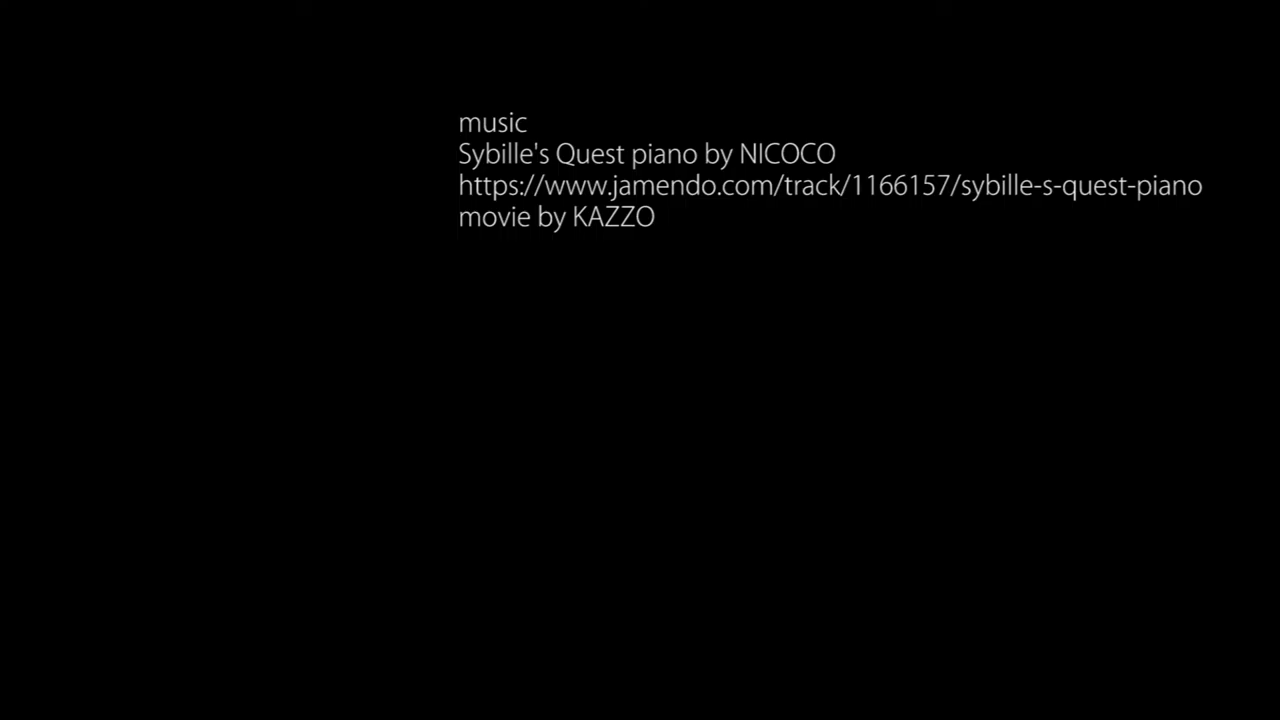 music
Sybille's Quest piano by NICOCO
https://www.jamendo.com/track/1166157/sybille-s-quest-piano
movie by KAZZO